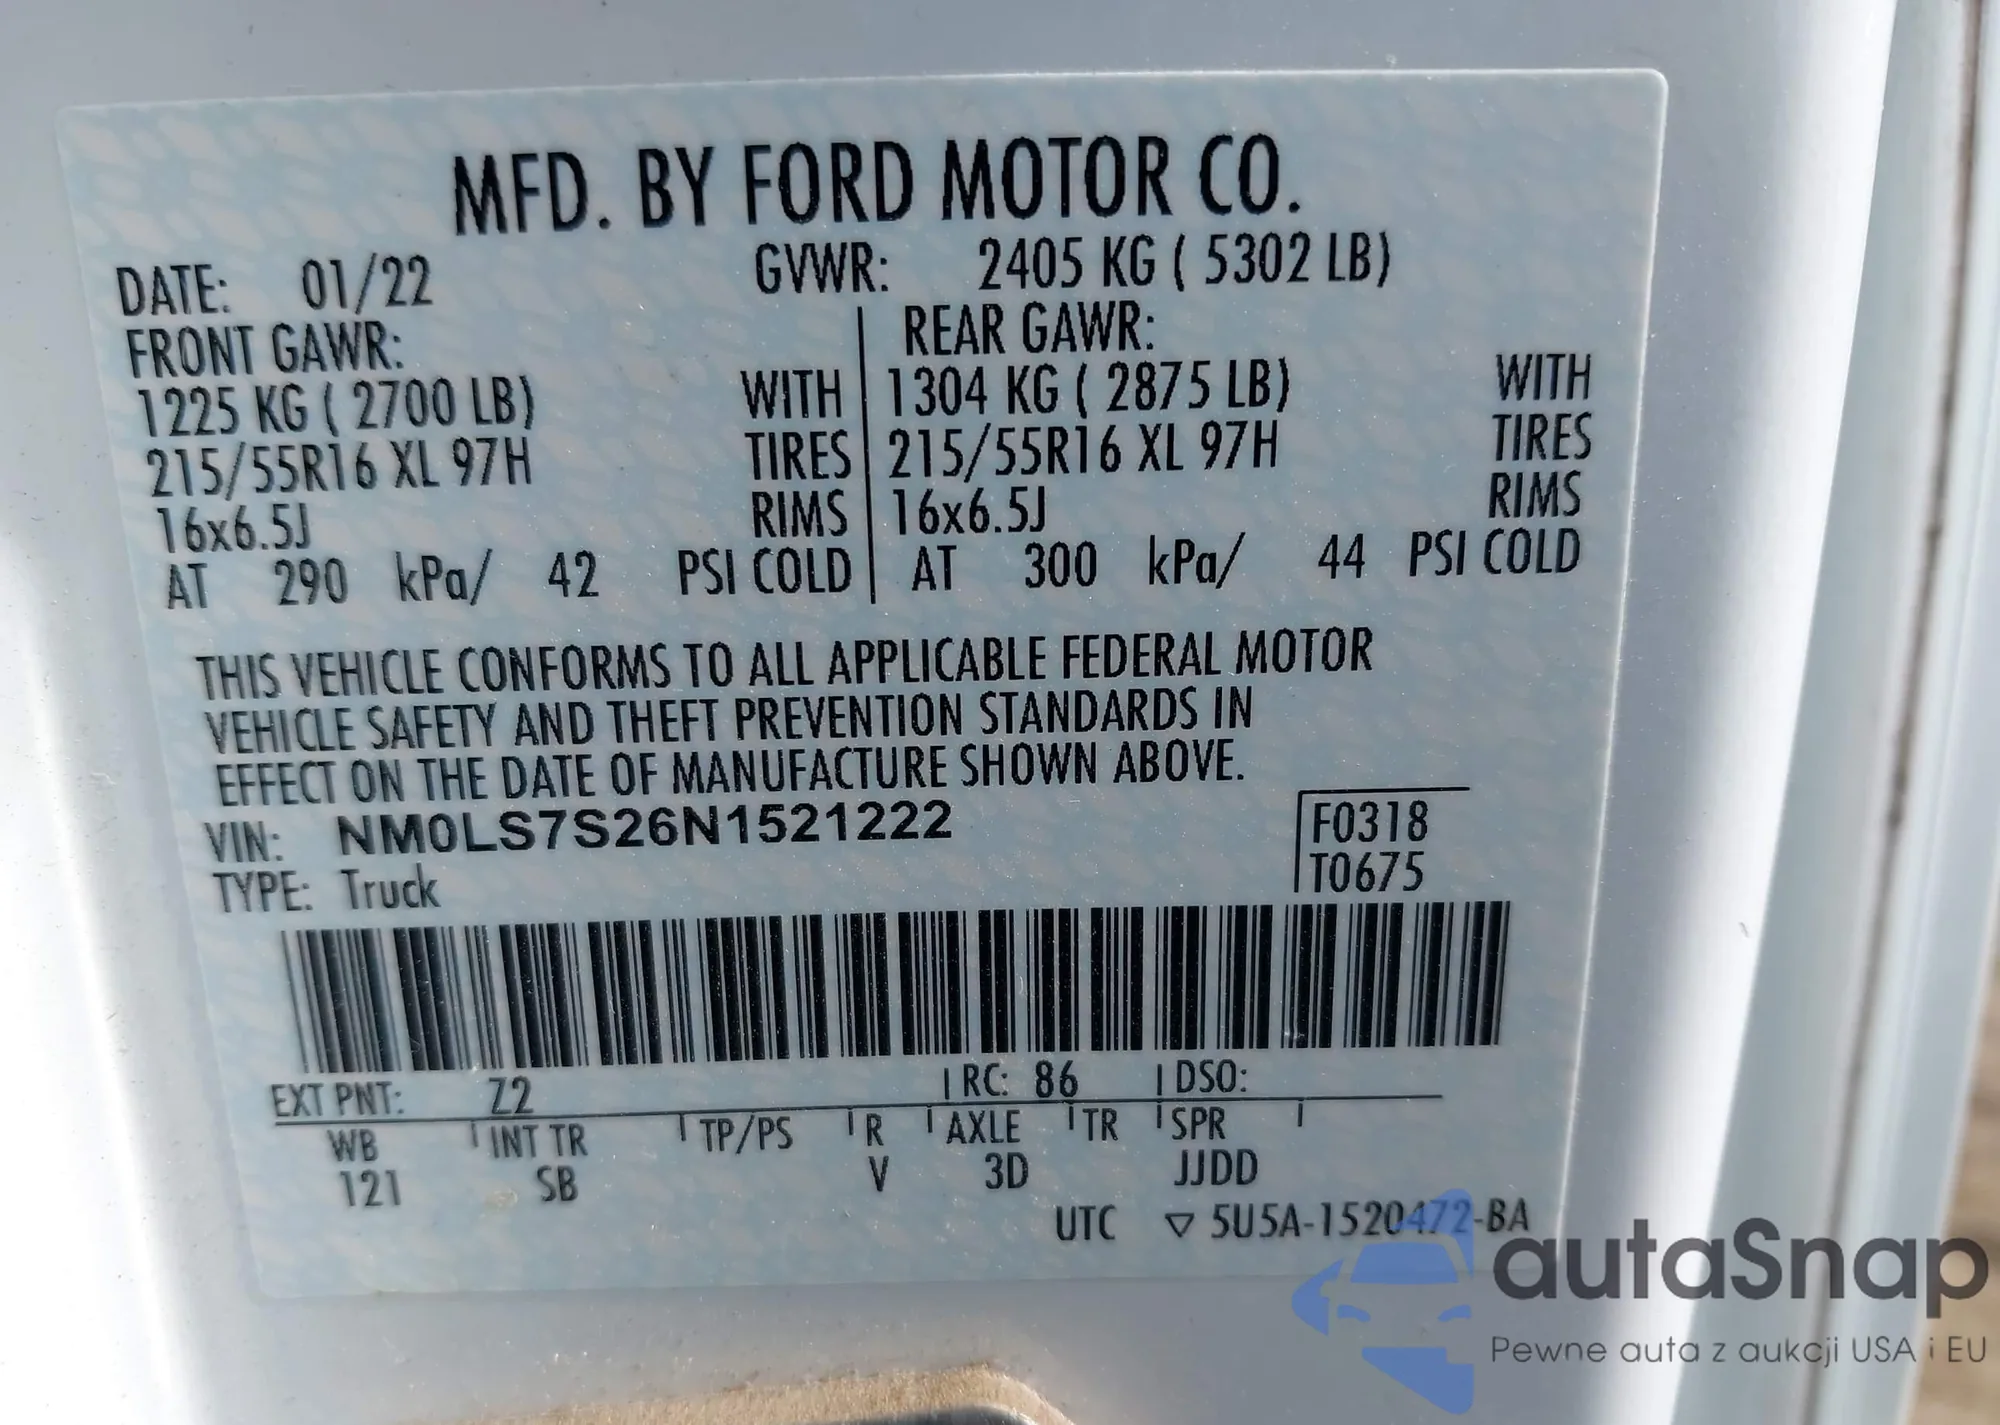 MFD. BY FORD MOTOR CO.
DATE: 01/22 GVWR: 2405 KG ( 5302 LB)
FRONT GAWR: REAR GAWR:
1225 KG ( 2700 LB) WITH 1304 KG ( 2875 LB) WITH
215/55R16 XL 97H TIRES 215/55R16 XL 97H TIRES
16x6.5J RIMS 16x6.5J RIMS
AT 290 kPa/ 42 PSI COLD AT 300 kPa/ 44 PSI COLD
THIS VEHICLE CONFORMS TO ALL APPLICABLE FEDERAL MOTOR
VEHICLE SAFETY AND THEFT PREVENTION STANDARDS IN
EFFECT ON THE DATE OF MANUFACTURE SHOWN ABOVE.
VIN: NM0LS7S26N1521222 F0318
TYPE: Truck T0675
EXT PNT: Z2 RC: 86 DSO:
WB INT TR TP/PS R AXLE TR SPR
121 SB V 3D JJDD
UTC ▽ 5U5A-1520472-BA
autaSnap
Pewne auta z aukcji USA i EU